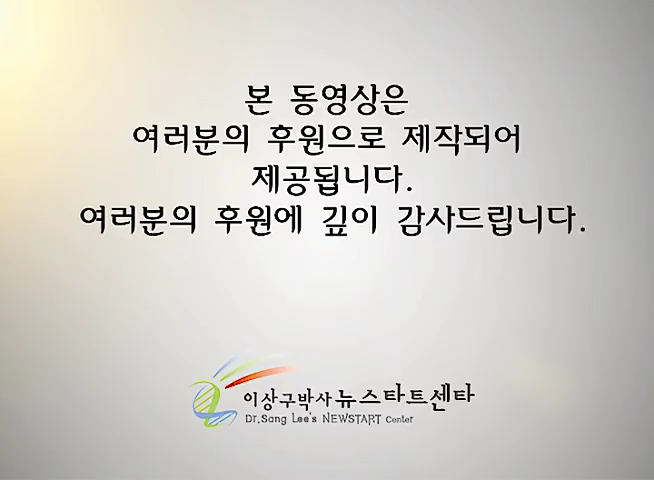 본 동영상은
여러분의 후원으로 제작되어
제공됩니다.
여러분의 후원에 깊이 감사드립니다.
이상구박사 뉴스타트센타
Dr.Sang Lee's NEWSTART Center